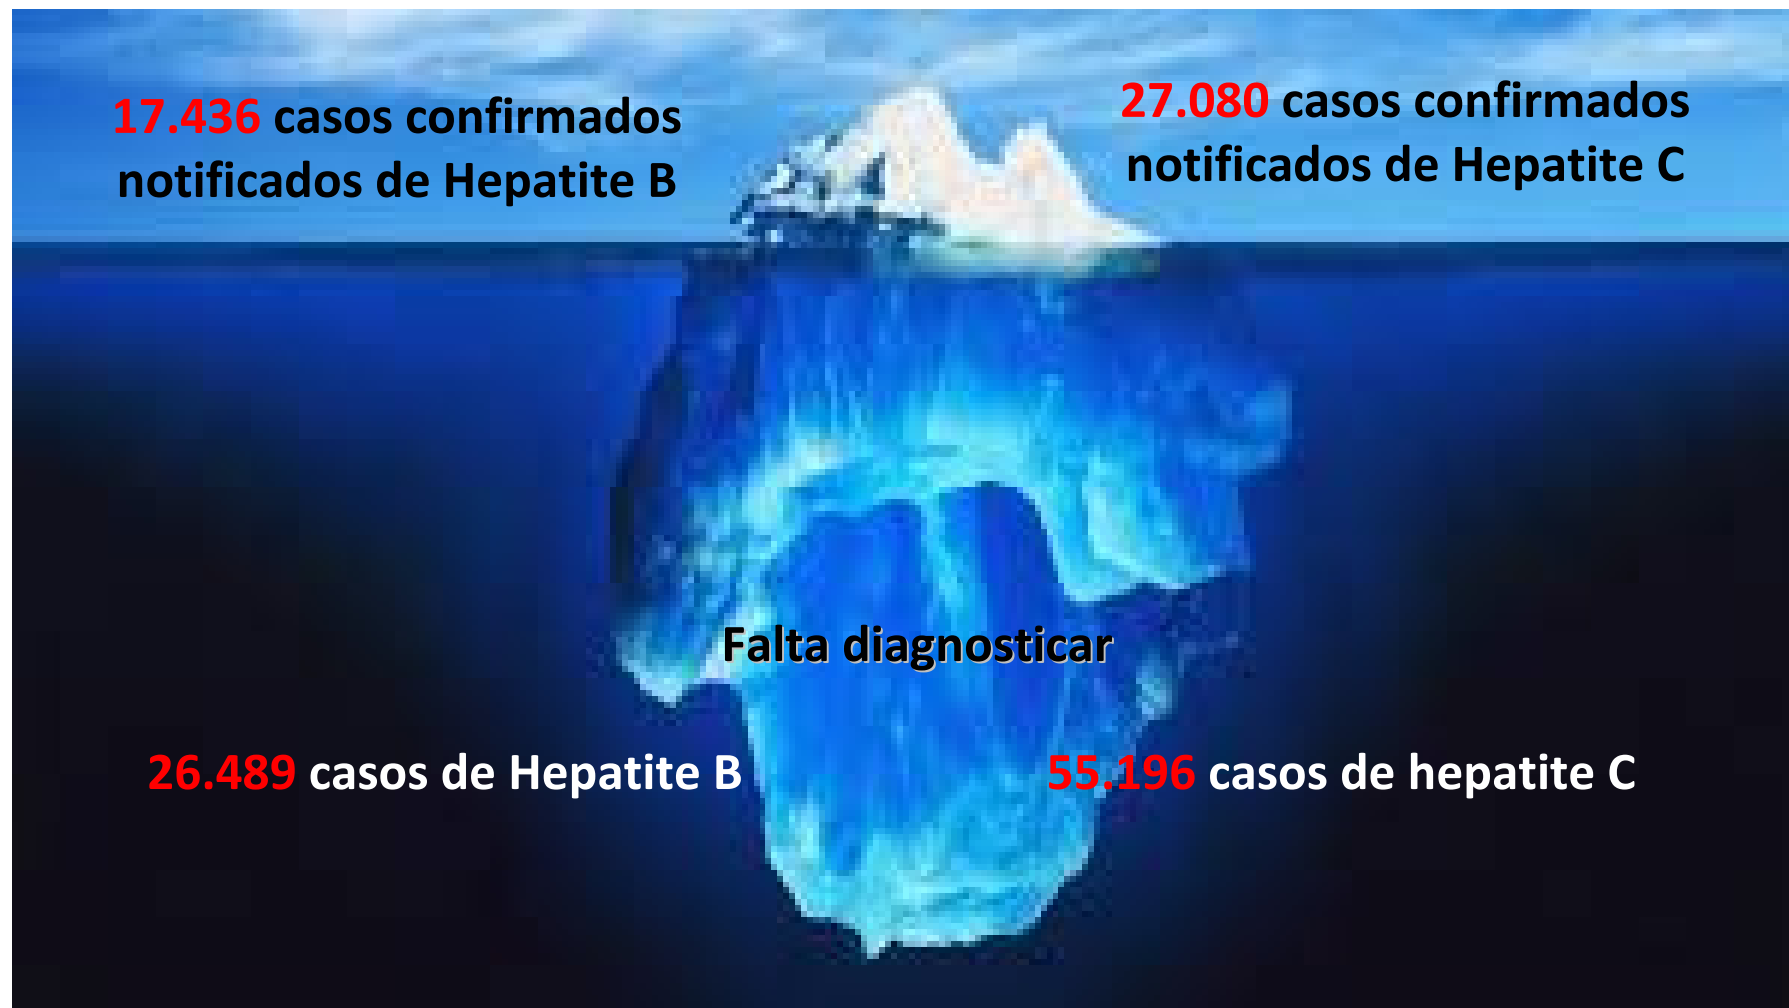 17.436 casos confirmados
notificados de Hepatite B
27.080 casos confirmados
notificados de Hepatite C
Falta diagnosticar
26.489 casos de Hepatite B
55.196 casos de hepatite C